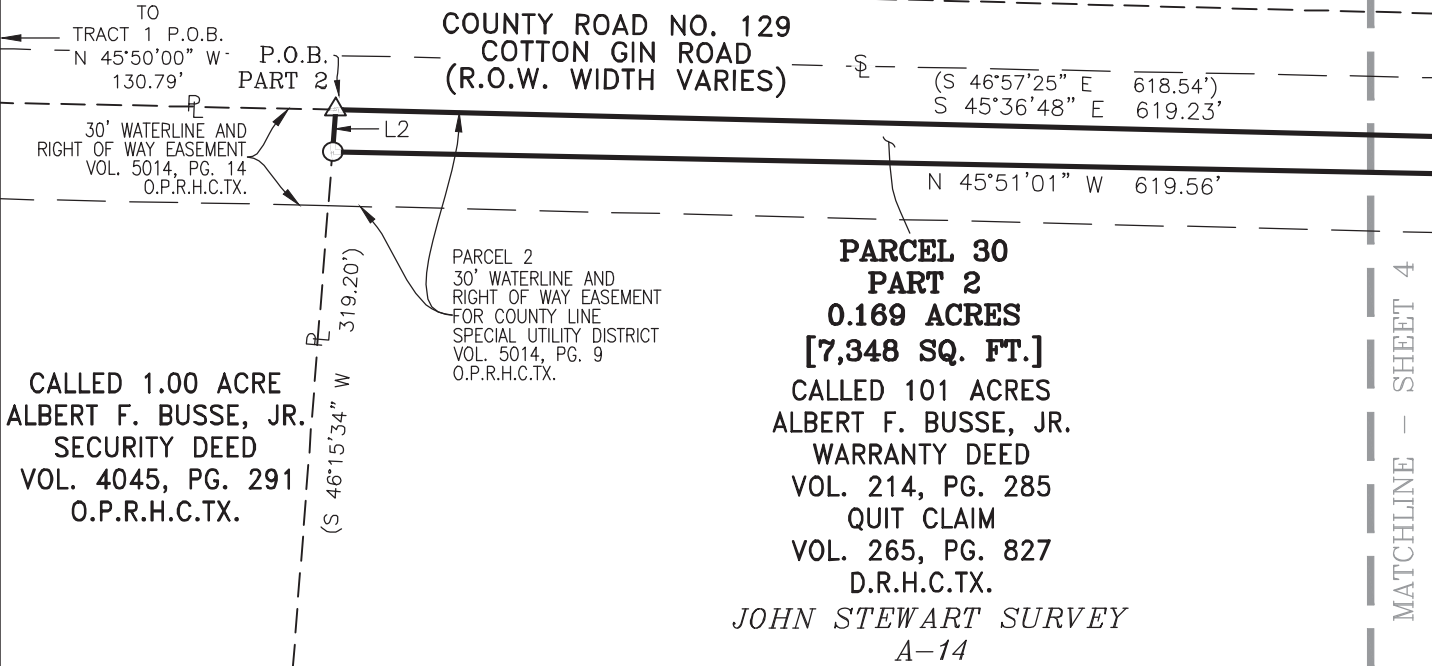 TO
TRACT 1 P.O.B.
N 45°50'00" W
130.79'
P.O.B.
PART 2
COUNTY ROAD NO. 129
COTTON GIN ROAD
(R.O.W. WIDTH VARIES)
(S 46°57'25" E 618.54')
S 45°36'48" E 619.23'
30' WATERLINE AND
RIGHT OF WAY EASEMENT
VOL. 5014, PG. 14
O.P.R.H.C.TX.
L2
N 45°51'01" W 619.56'
PARCEL 2
30' WATERLINE AND
RIGHT OF WAY EASEMENT
FOR COUNTY LINE
SPECIAL UTILITY DISTRICT
VOL. 5014, PG. 9
O.P.R.H.C.TX.
(S 46°15'34" W 319.20')
CALLED 1.00 ACRE
ALBERT F. BUSSE, JR.
SECURITY DEED
VOL. 4045, PG. 291
O.P.R.H.C.TX.
PARCEL 30
PART 2
0.169 ACRES
[7,348 SQ. FT.]
CALLED 101 ACRES
ALBERT F. BUSSE, JR.
WARRANTY DEED
VOL. 214, PG. 285
QUIT CLAIM
VOL. 265, PG. 827
D.R.H.C.TX.
JOHN STEWART SURVEY
A-14
MATCHLINE - SHEET 4